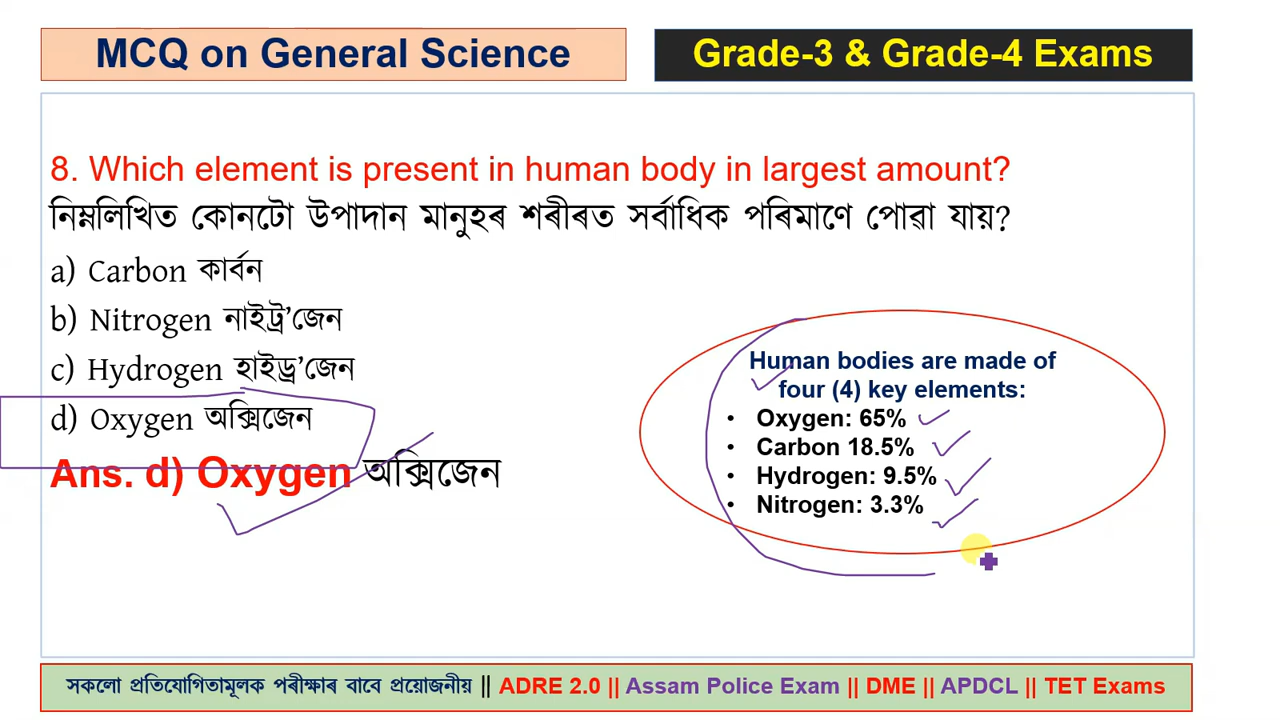 MCQ on General Science
Grade-3 & Grade-4 Exams
8. Which element is present in human body in largest amount?
নিম্নলিখিত কোনটো উপাদান মানুহৰ শৰীৰত সৰ্বাধিক পৰিমাণে পোৱা যায়?
a) Carbon কাৰ্বন
b) Nitrogen নাইট্ৰ’জেন
c) Hydrogen হাইড্ৰ’জেন
d) Oxygen অক্সিজেন
Ans. d) Oxygen অক্সিজেন
Human bodies are made of
four (4) key elements:
• Oxygen: 65%
• Carbon 18.5%
• Hydrogen: 9.5%
• Nitrogen: 3.3%
সকলো প্ৰতিযোগিতামূলক পৰীক্ষাৰ বাবে প্ৰয়োজনীয় || ADRE 2.0 || Assam Police Exam || DME || APDCL || TET Exams